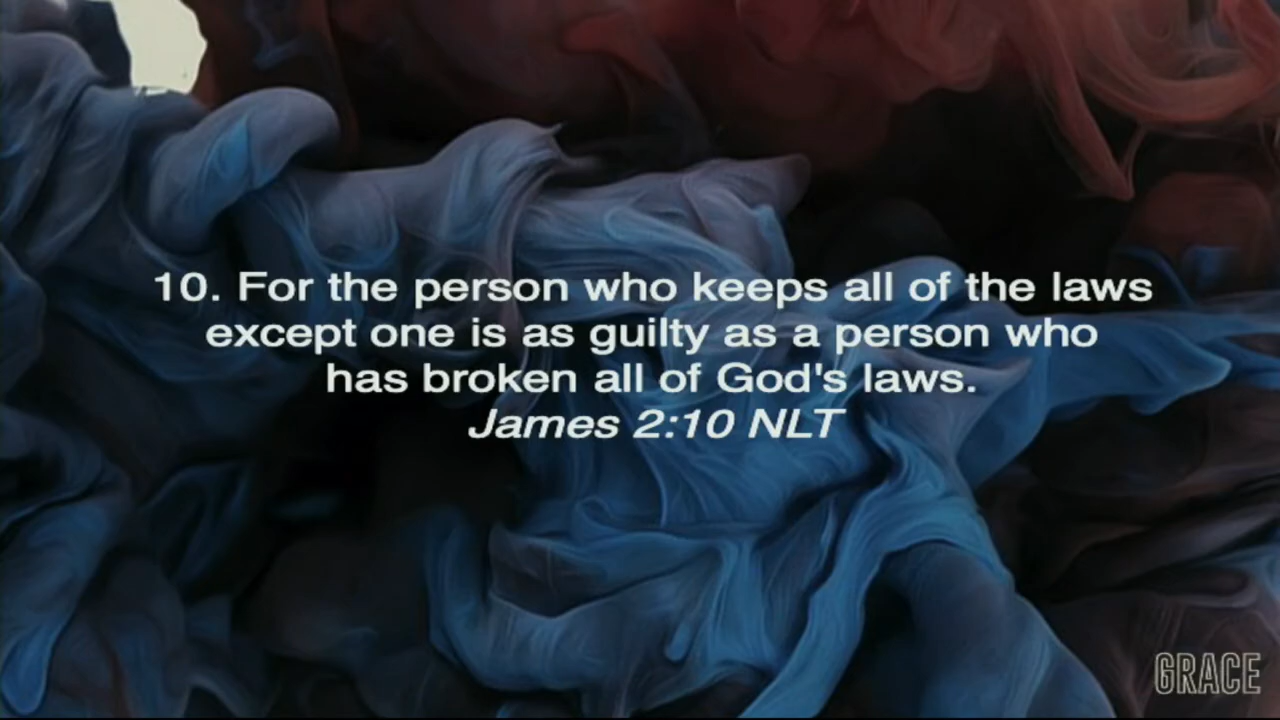 10. For the person who keeps all of the laws
except one is as guilty as a person who
has broken all of God's laws.
James 2:10 NLT
GRACE